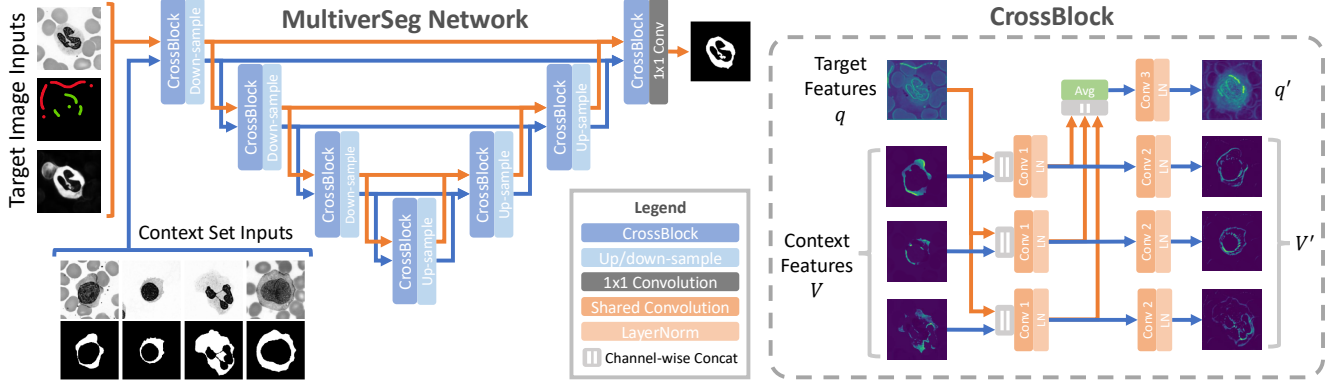 MultiverSeg Network
Target Image Inputs
CrossBlock
Down-sample
CrossBlock
Down-sample
CrossBlock
Down-sample
CrossBlock
Up-sample
CrossBlock
Up-sample
CrossBlock
Up-sample
CrossBlock
1x1 Conv
Context Set Inputs
Legend
CrossBlock
Up/down-sample
1x1 Convolution
Shared Convolution
LayerNorm
Channel-wise Concat
CrossBlock
Target
Features
q
Context
Features
V
Avg
Conv 1
LN
Conv 1
LN
Conv 1
LN
Conv 3
LN
Conv 2
LN
Conv 2
LN
Conv 2
LN
q′
V′